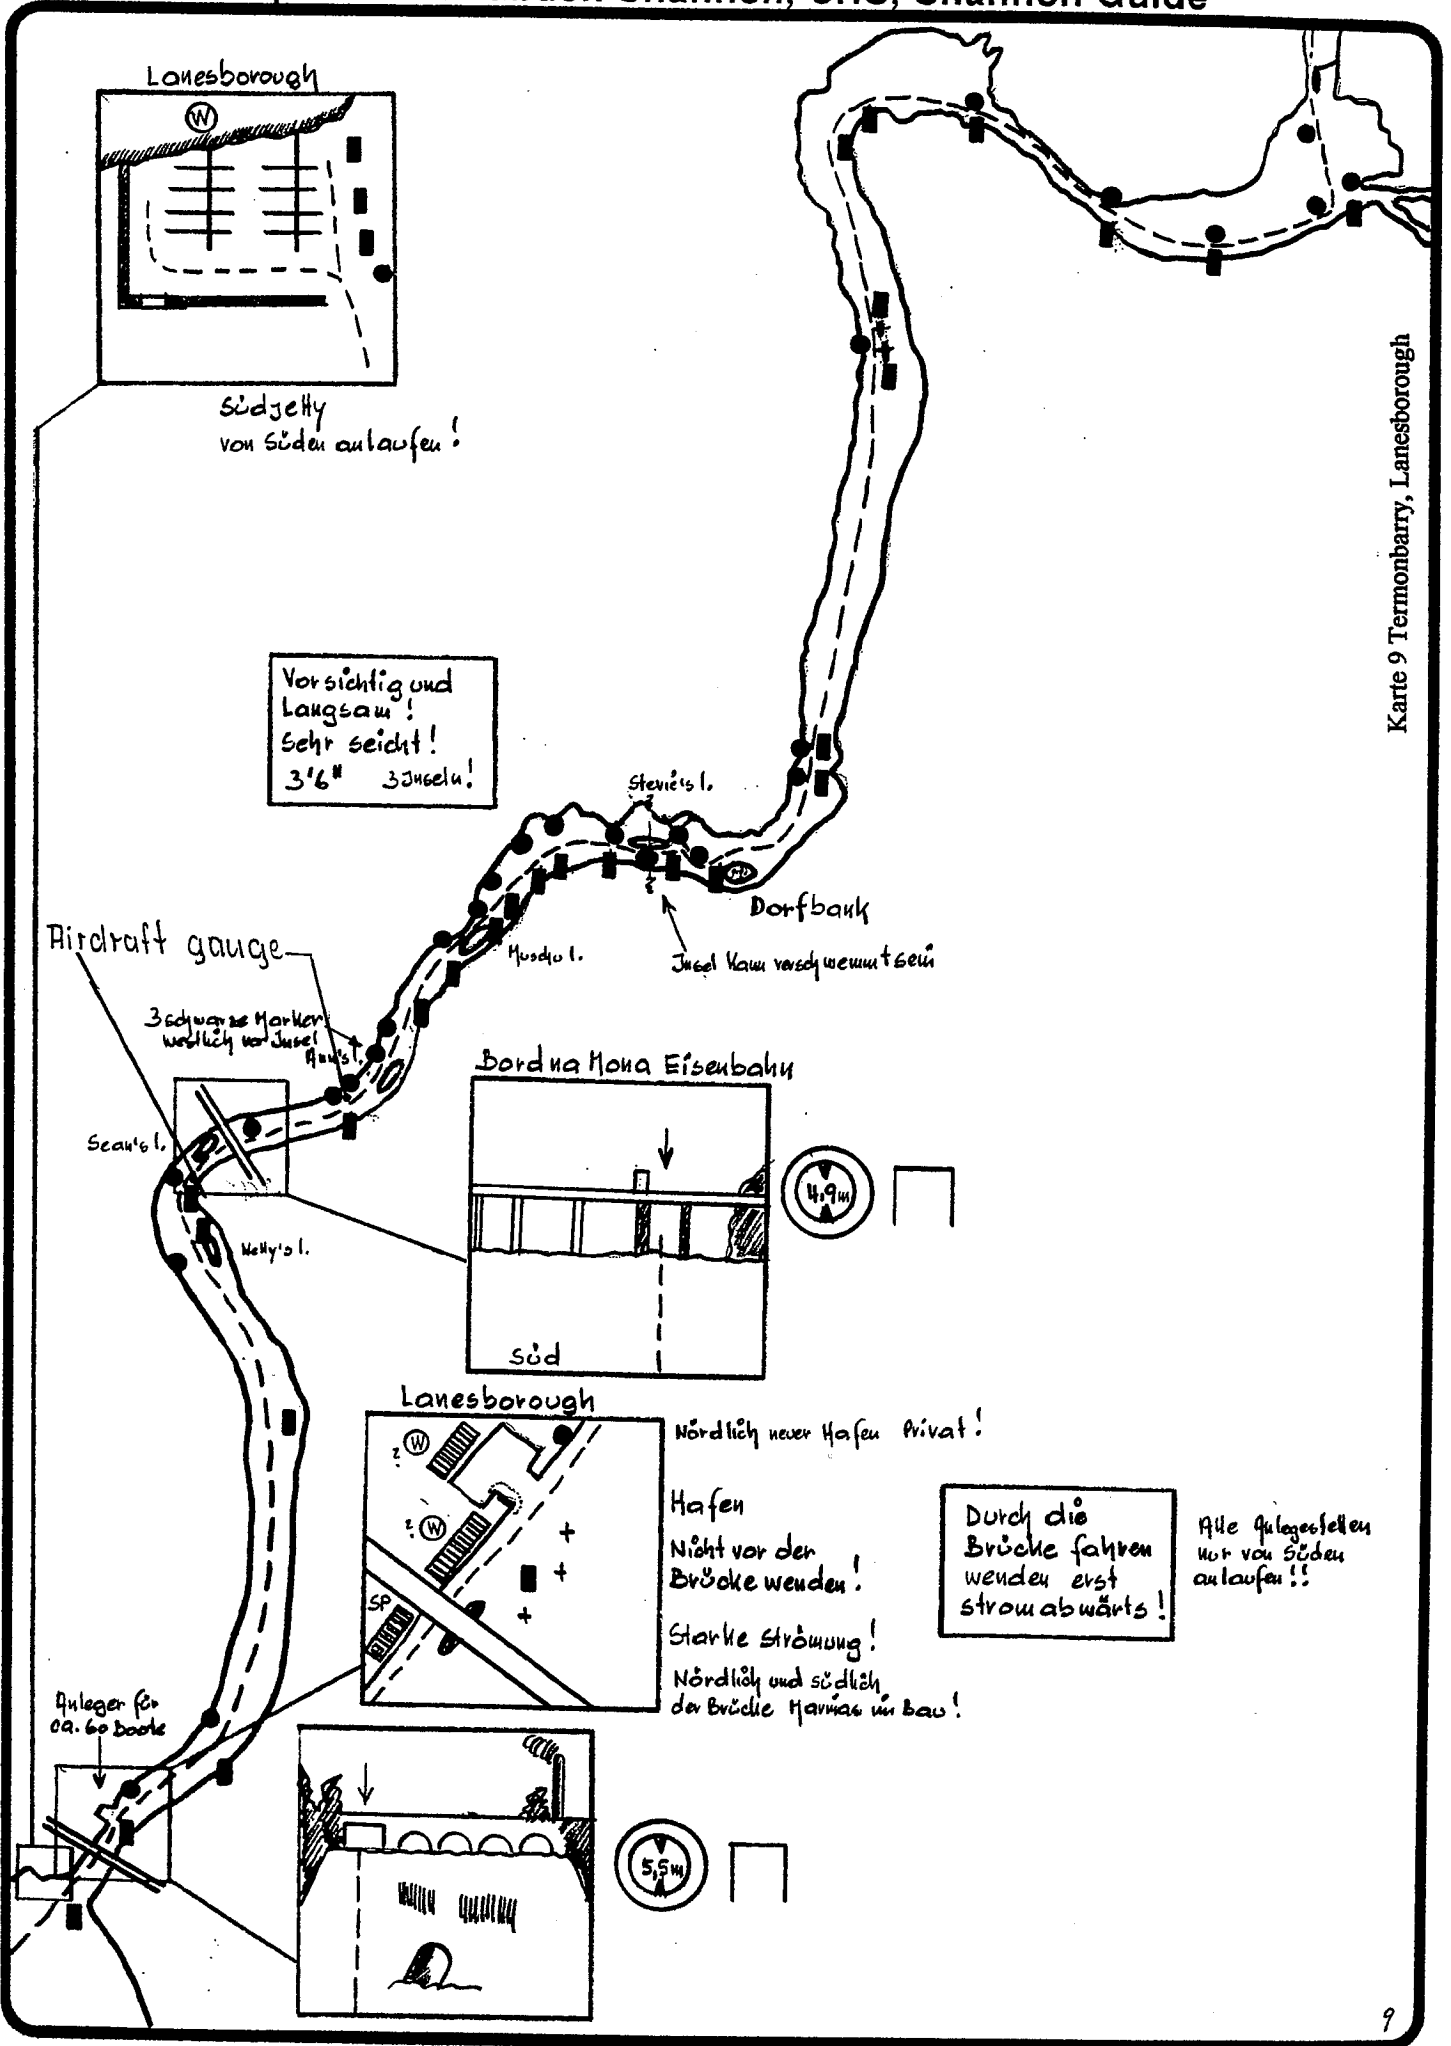 Shannon, Shannon Guide
Lanesborough
W
Südjetty
von Süden anlaufen!
Karte 9 Termonbarry, Lanesborough
Vorsichtig und
Langsam!
Sehr seicht!
3'6" 3 Inseln!
Stevie's I.
Dorfbank
Insel kann verschwemmt sein
Airdraft gauge
3 schwarze Marker
westlich vor Insel
Ann's I.
Bord na Mona Eisenbahn
Sean's I.
4,9m
Süd
Lanesborough
Nördlich neuer Hafen Privat!
? W
? W
SP
Hafen
Nicht vor der
Brücke wenden!
Starke Strömung!
Nördlich und südlich
der Brücke Marinas im Bau!
Durch die
Brücke fahren
wenden erst
stromabwärts!
Alle Anlegestellen
nur von Süden
anlaufen!!
Anleger für
ca. 60 Boote
5,5m
9